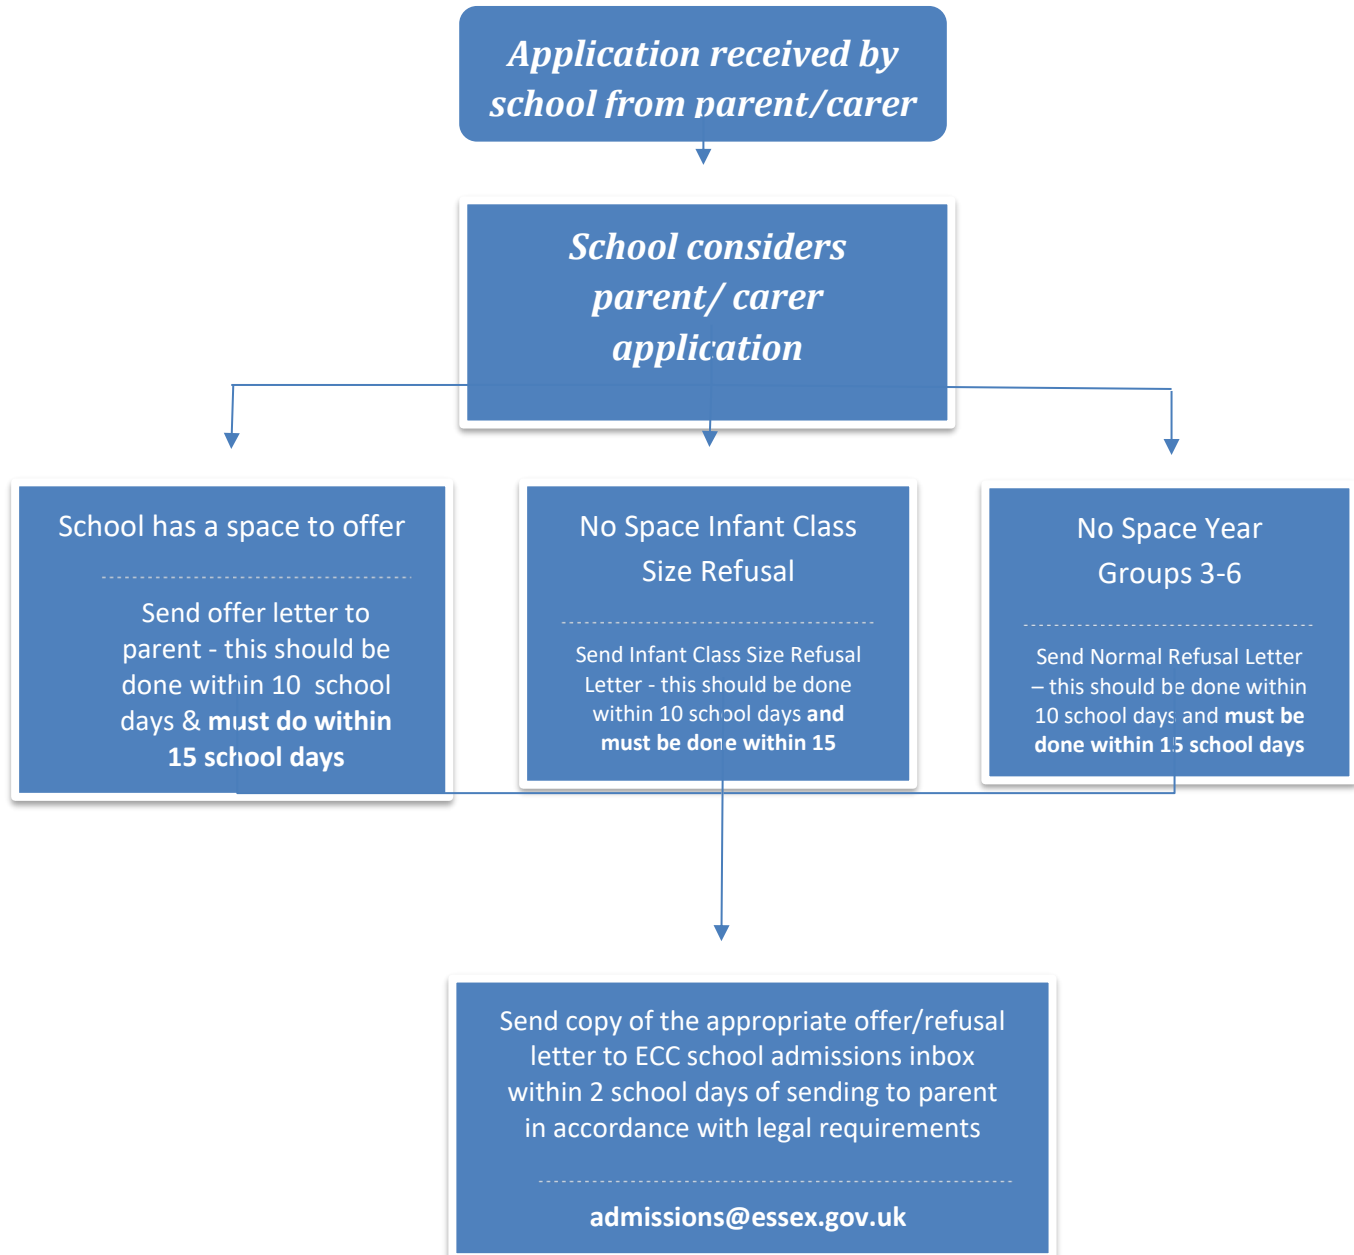 Application received by
school from parent/carer
School considers
parent/ carer
application
School has a space to offer
Send offer letter to
parent - this should be
done within 10  school
days & must do within
15 school days
No Space Infant Class
Size Refusal
Send Infant Class Size Refusal
Letter - this should be done
within 10 school days and
must be done within 15
No Space Year
Groups 3-6
Send Normal Refusal Letter
– this should be done within
10 school days and must be
done within 15 school days
Send copy of the appropriate offer/refusal
letter to ECC school admissions inbox
within 2 school days of sending to parent
in accordance with legal requirements
admissions@essex.gov.uk